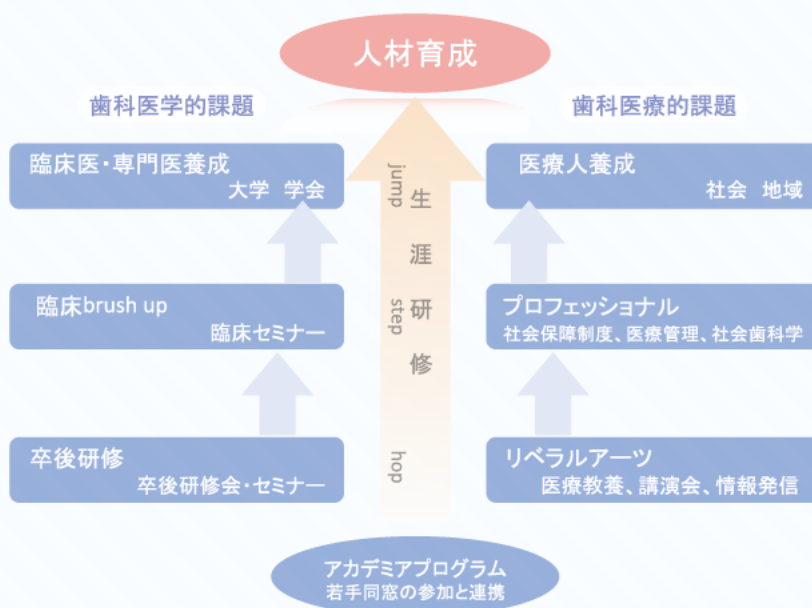 人材育成
歯科医学的課題
歯科医療的課題
臨床医・専門医養成
大学 学会
医療人養成
社会 地域
jump
生涯研修
臨床brush up
臨床セミナー
step
プロフェッショナル
社会保障制度、医療管理、社会歯科学
卒後研修
卒後研修会・セミナー
hop
リベラルアーツ
医療教養、講演会、情報発信
アカデミアプログラム
若手同窓の参加と連携